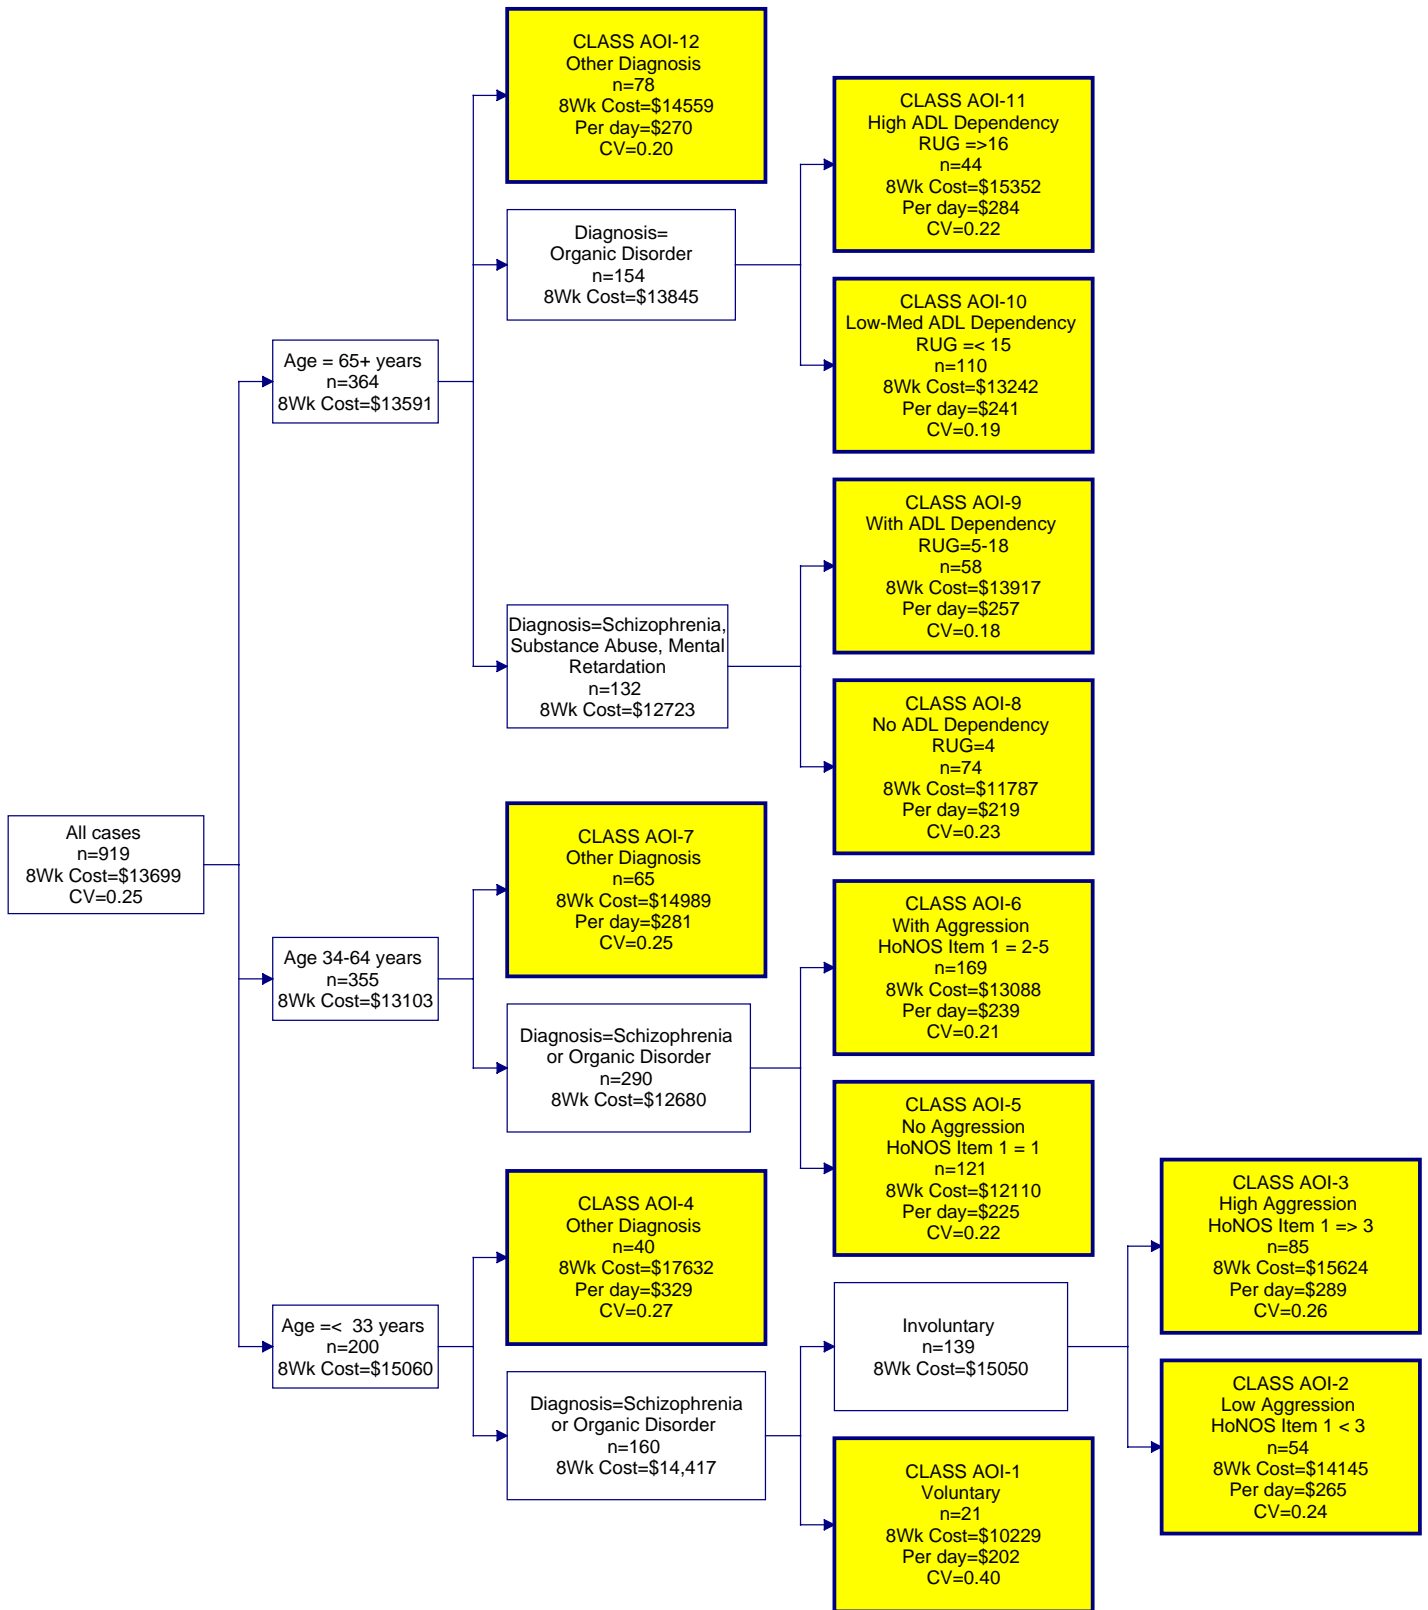 All cases
n=919
8Wk Cost=$13699
CV=0.25
Age = 65+ years
n=364
8Wk Cost=$13591
Age 34-64 years
n=355
8Wk Cost=$13103
Age =<  33 years
n=200
8Wk Cost=$15060
CLASS AOI-12
Other Diagnosis
n=78
8Wk Cost=$14559
Per day=$270
CV=0.20
Diagnosis=
Organic Disorder
n=154
8Wk Cost=$13845
Diagnosis=Schizophrenia,
Substance Abuse, Mental
Retardation
n=132
8Wk Cost=$12723
CLASS AOI-7
Other Diagnosis
n=65
8Wk Cost=$14989
Per day=$281
CV=0.25
Diagnosis=Schizophrenia
or Organic Disorder
n=290
8Wk Cost=$12680
CLASS AOI-4
Other Diagnosis
n=40
8Wk Cost=$17632
Per day=$329
CV=0.27
Diagnosis=Schizophrenia
or Organic Disorder
n=160
8Wk Cost=$14,417
CLASS AOI-11
High ADL Dependency
RUG =>16
n=44
8Wk Cost=$15352
Per day=$284
CV=0.22
CLASS AOI-10
Low-Med ADL Dependency
RUG =< 15
n=110
8Wk Cost=$13242
Per day=$241
CV=0.19
CLASS AOI-9
With ADL Dependency
RUG=5-18
n=58
8Wk Cost=$13917
Per day=$257
CV=0.18
CLASS AOI-8
No ADL Dependency
RUG=4
n=74
8Wk Cost=$11787
Per day=$219
CV=0.23
CLASS AOI-6
With Aggression
HoNOS Item 1 = 2-5
n=169
8Wk Cost=$13088
Per day=$239
CV=0.21
CLASS AOI-5
No Aggression
HoNOS Item 1 = 1
n=121
8Wk Cost=$12110
Per day=$225
CV=0.22
Involuntary
n=139
8Wk Cost=$15050
CLASS AOI-1
Voluntary
n=21
8Wk Cost=$10229
Per day=$202
CV=0.40
CLASS AOI-3
High Aggression
HoNOS Item 1 => 3
n=85
8Wk Cost=$15624
Per day=$289
CV=0.26
CLASS AOI-2
Low Aggression
HoNOS Item 1 < 3
n=54
8Wk Cost=$14145
Per day=$265
CV=0.24